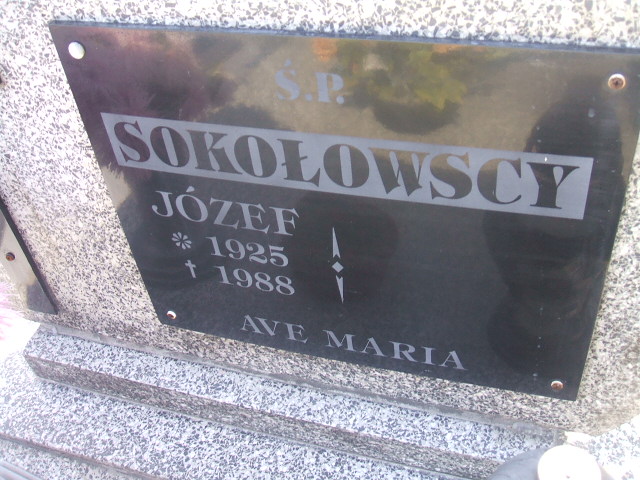 Ś.P.
SOKOŁOWSCY
JÓZEF
* 1925
† 1988
AVE MARIA